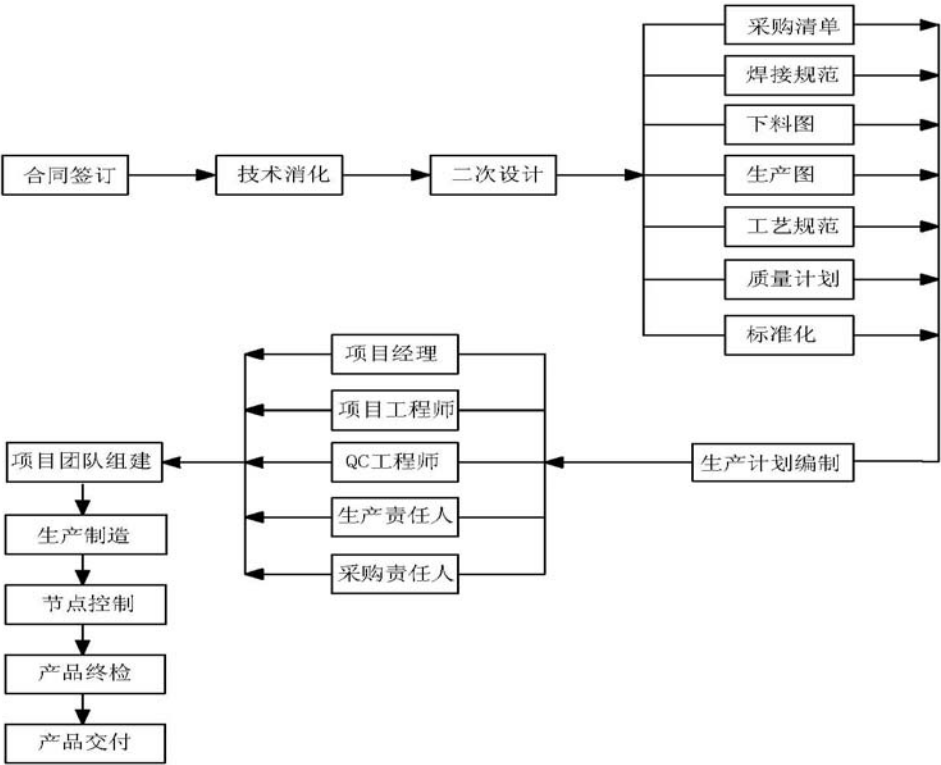 采购清单
焊接规范
下料图
合同签订
技术消化
二次设计
生产图
工艺规范
质量计划
标准化
项目经理
项目工程师
项目团队组建
QC工程师
生产计划编制
生产责任人
生产制造
采购责任人
节点控制
产品终检
产品交付